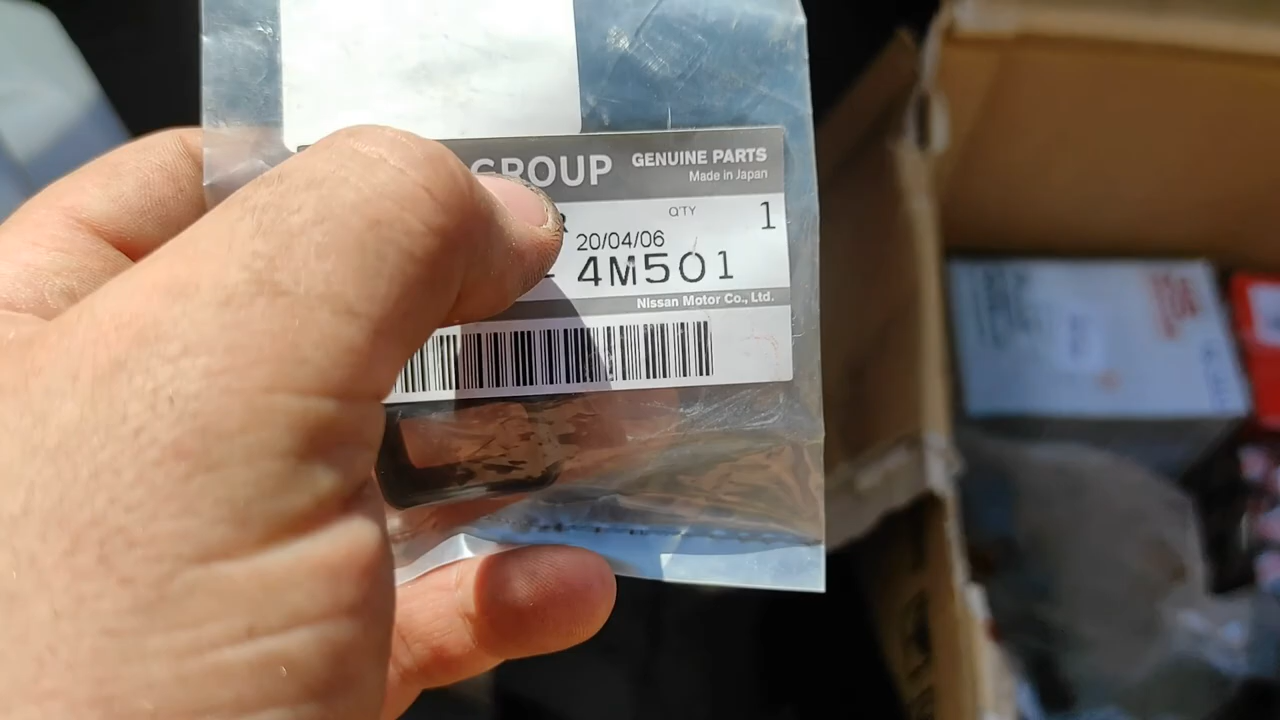 GROUP GENUINE PARTS
Made in Japan
R Q'TY 1
20/04/06
- 4M501
Nissan Motor Co., Ltd.